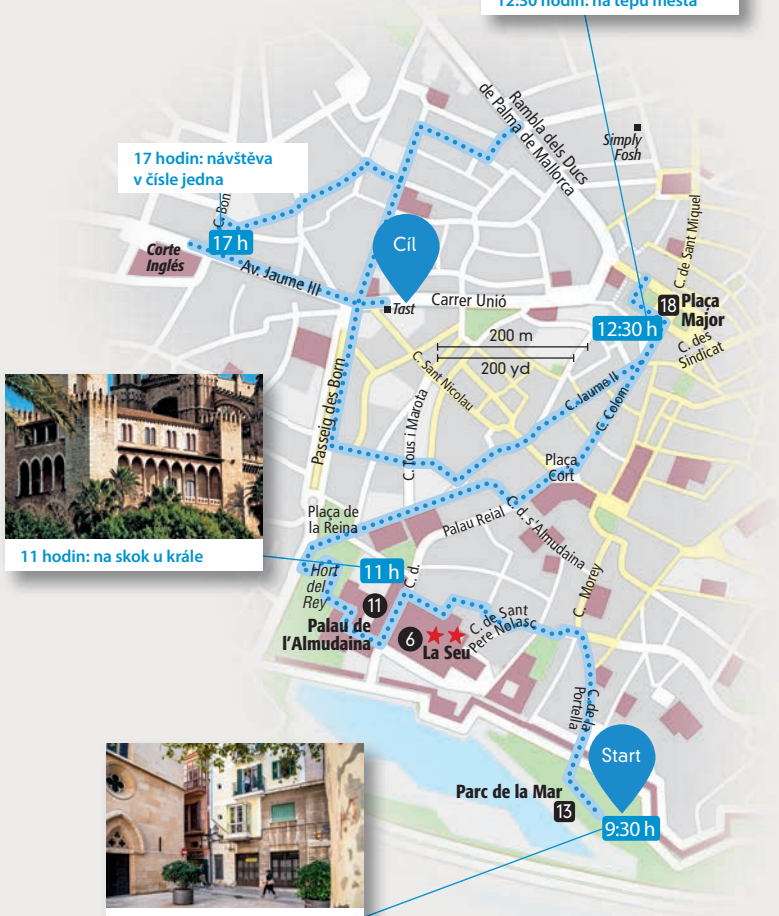 12:30 hodin: na tepu města
Rambla dels Ducs
de Palma de Mallorca
Simply
Fosh
17 hodin: návštěva
v čísle jedna
C. Bon
17 h
Corte
Inglés
Av. Jaume III
Cíl
Tast
Carrer Unió
C. de Sant Miquel
18 Plaça
Major
12:30 h
C. des
Sindicat
200 m
200 yd
C. Sant Nicolau
C. Jaume II
C. Colom
Passeig des Born
C. Tous i Marota
Plaça
Cort
Plaça de
la Reina
Palau Reial
C. d. s'Almudaina
11 hodin: na skok u krále
Hort
del
Rey
11 h
C. d.
C. Morey
11
Palau de
l'Almudaina
6
La Seu
C. de Sant
Pere Nolasc
C. de la
Portella
Start
Parc de la Mar
13
9:30 h